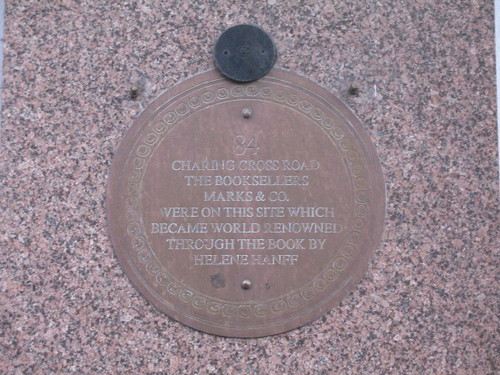 84
CHARING CROSS ROAD
THE BOOKSELLERS
MARKS & CO.
WERE ON THIS SITE WHICH
BECAME WORLD RENOWNED
THROUGH THE BOOK BY
HELENE HANFF